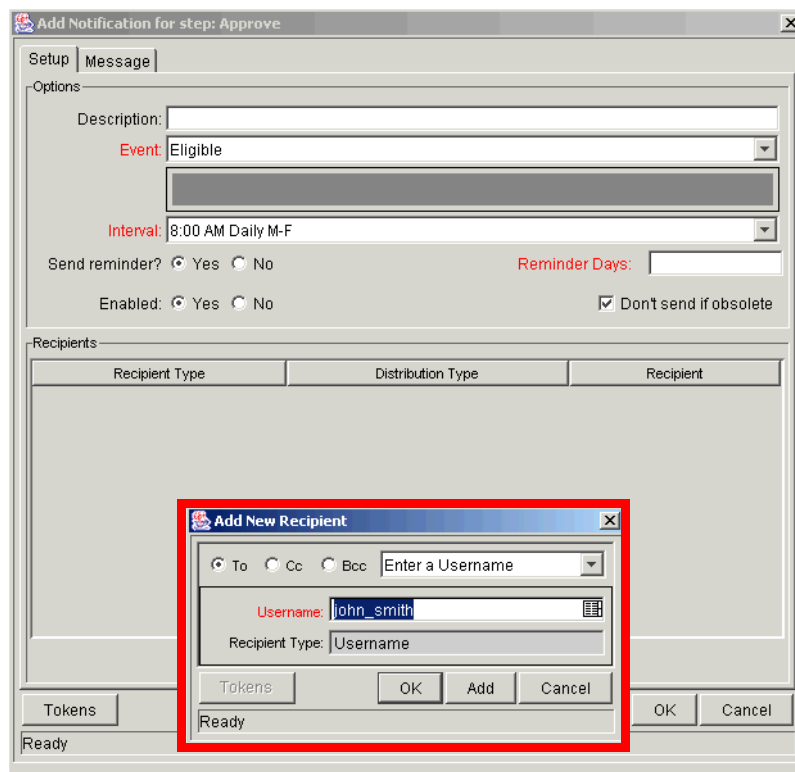 Add Notification for step: Approve
Setup Message
Options
Description:
Event: Eligible
Interval: 8:00 AM Daily M-F
Send reminder? Yes No Reminder Days:
Enabled: Yes No Don't send if obsolete
Recipients
Recipient Type Distribution Type Recipient
Add New Recipient
To Cc Bcc Enter a Username
Username: john_smith
Recipient Type: Username
Tokens OK Add Cancel
Ready
Tokens OK Cancel
Ready